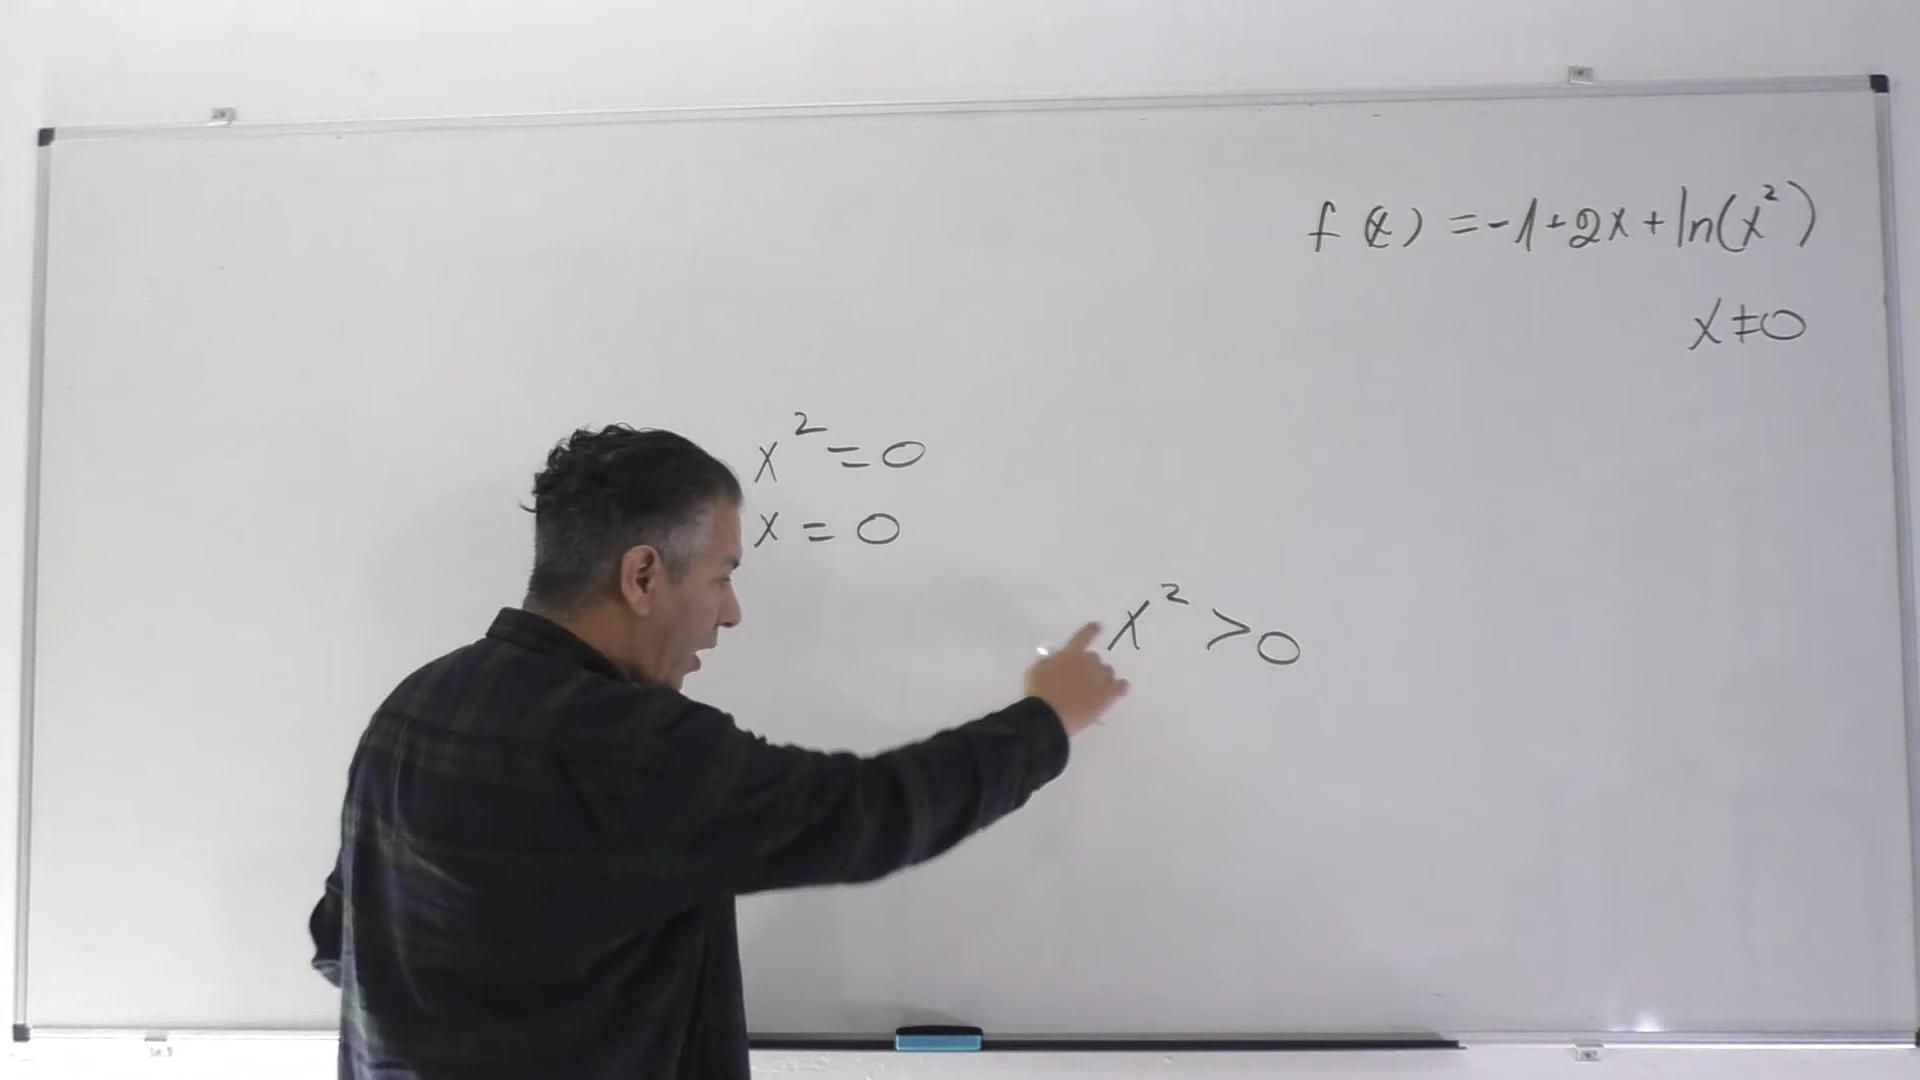 f(x) = -1+2x+ln(x²)
x≠0
x²=0
x=0
x²>0